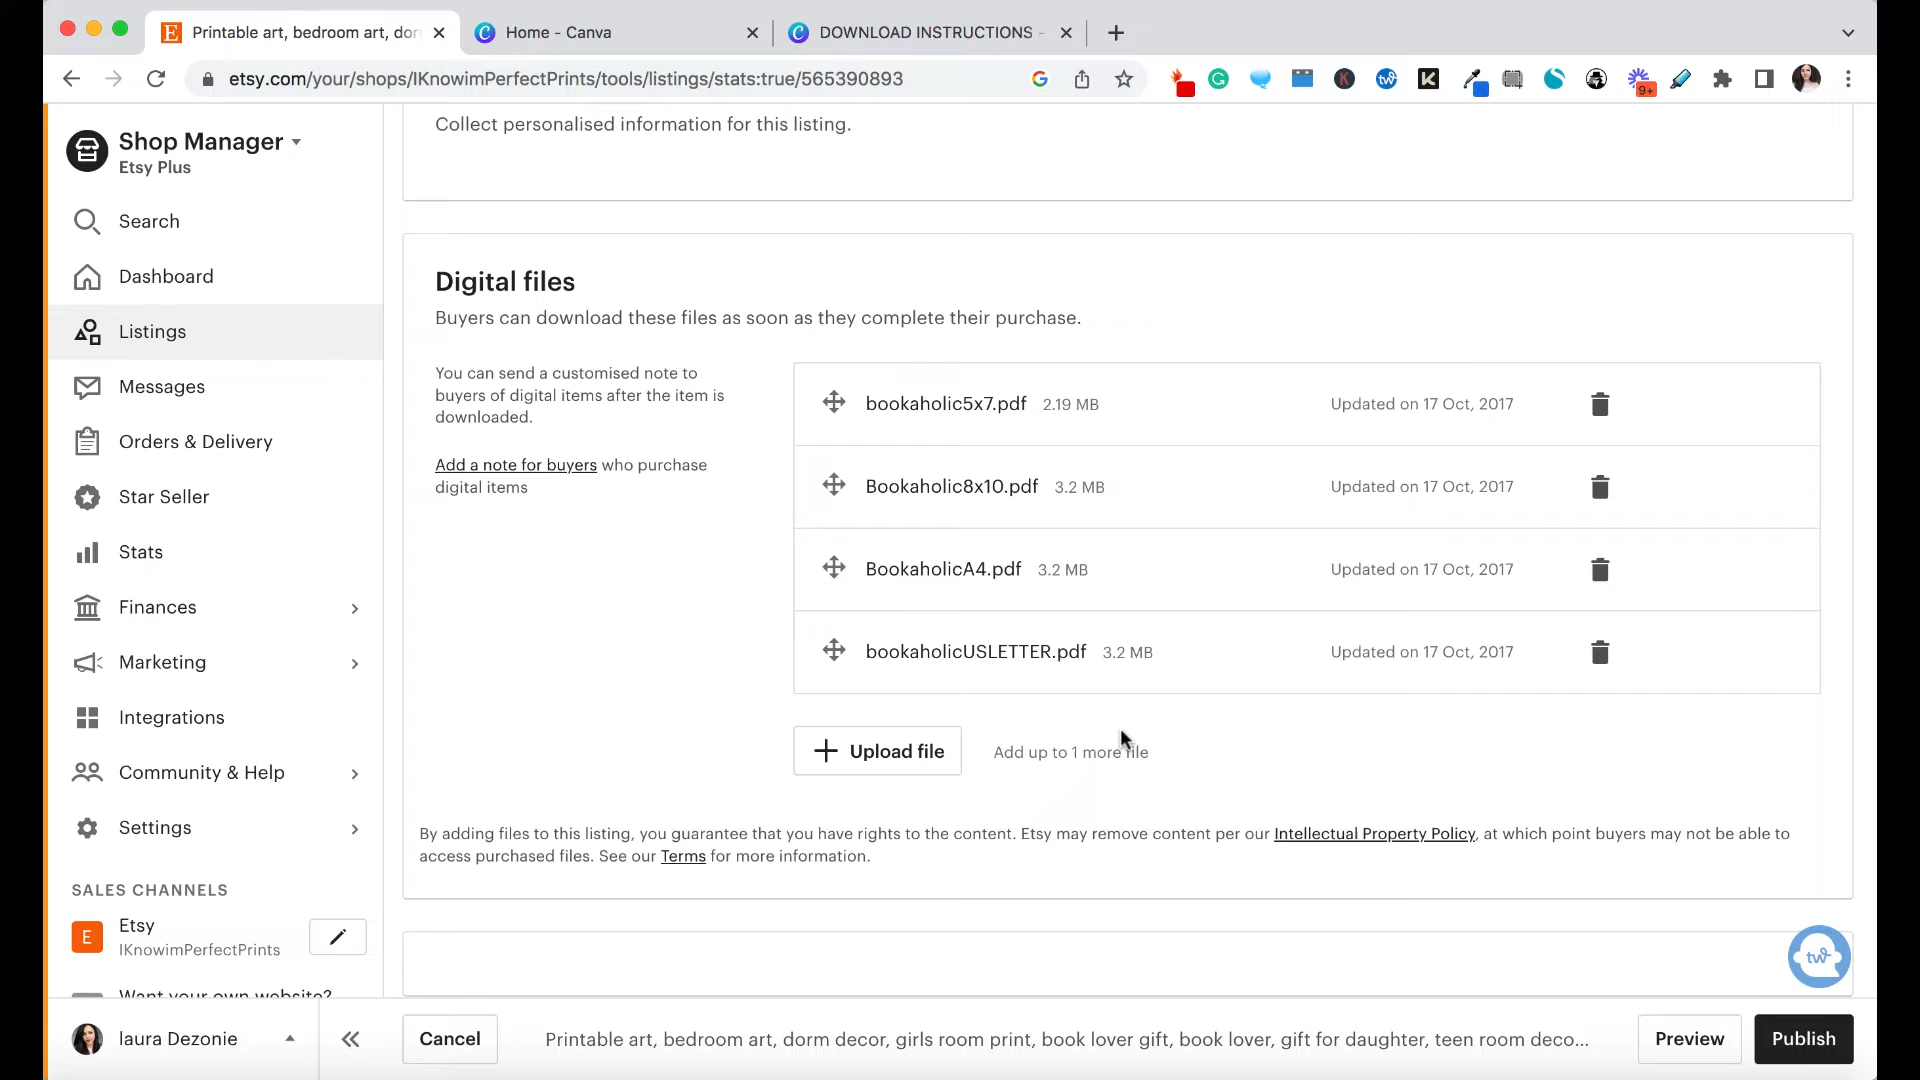 Printable art, bedroom art, dor
Home - Canva
DOWNLOAD INSTRUCTIONS -
etsy.com/your/shops/IKnowimPerfectPrints/tools/listings/stats:true/565390893
9+
Shop Manager
Etsy Plus
Search
Dashboard
Listings
Messages
Orders & Delivery
Star Seller
Stats
Finances
Marketing
Integrations
Community & Help
Settings
SALES CHANNELS
E
Etsy
IKnowimPerfectPrints
Want your own website?
laura Dezonie
Collect personalised information for this listing.
Digital files
Buyers can download these files as soon as they complete their purchase.
You can send a customised note to
buyers of digital items after the item is
downloaded.
Add a note for buyers who purchase
digital items
bookaholic5x7.pdf 2.19 MB Updated on 17 Oct, 2017
Bookaholic8x10.pdf 3.2 MB Updated on 17 Oct, 2017
BookaholicA4.pdf 3.2 MB Updated on 17 Oct, 2017
bookaholicUSLETTER.pdf 3.2 MB Updated on 17 Oct, 2017
Upload file
Add up to 1 more file
By adding files to this listing, you guarantee that you have rights to the content. Etsy may remove content per our Intellectual Property Policy, at which point buyers may not be able to
access purchased files. See our Terms for more information.
tw
Cancel
Printable art, bedroom art, dorm decor, girls room print, book lover gift, book lover, gift for daughter, teen room deco...
Preview
Publish